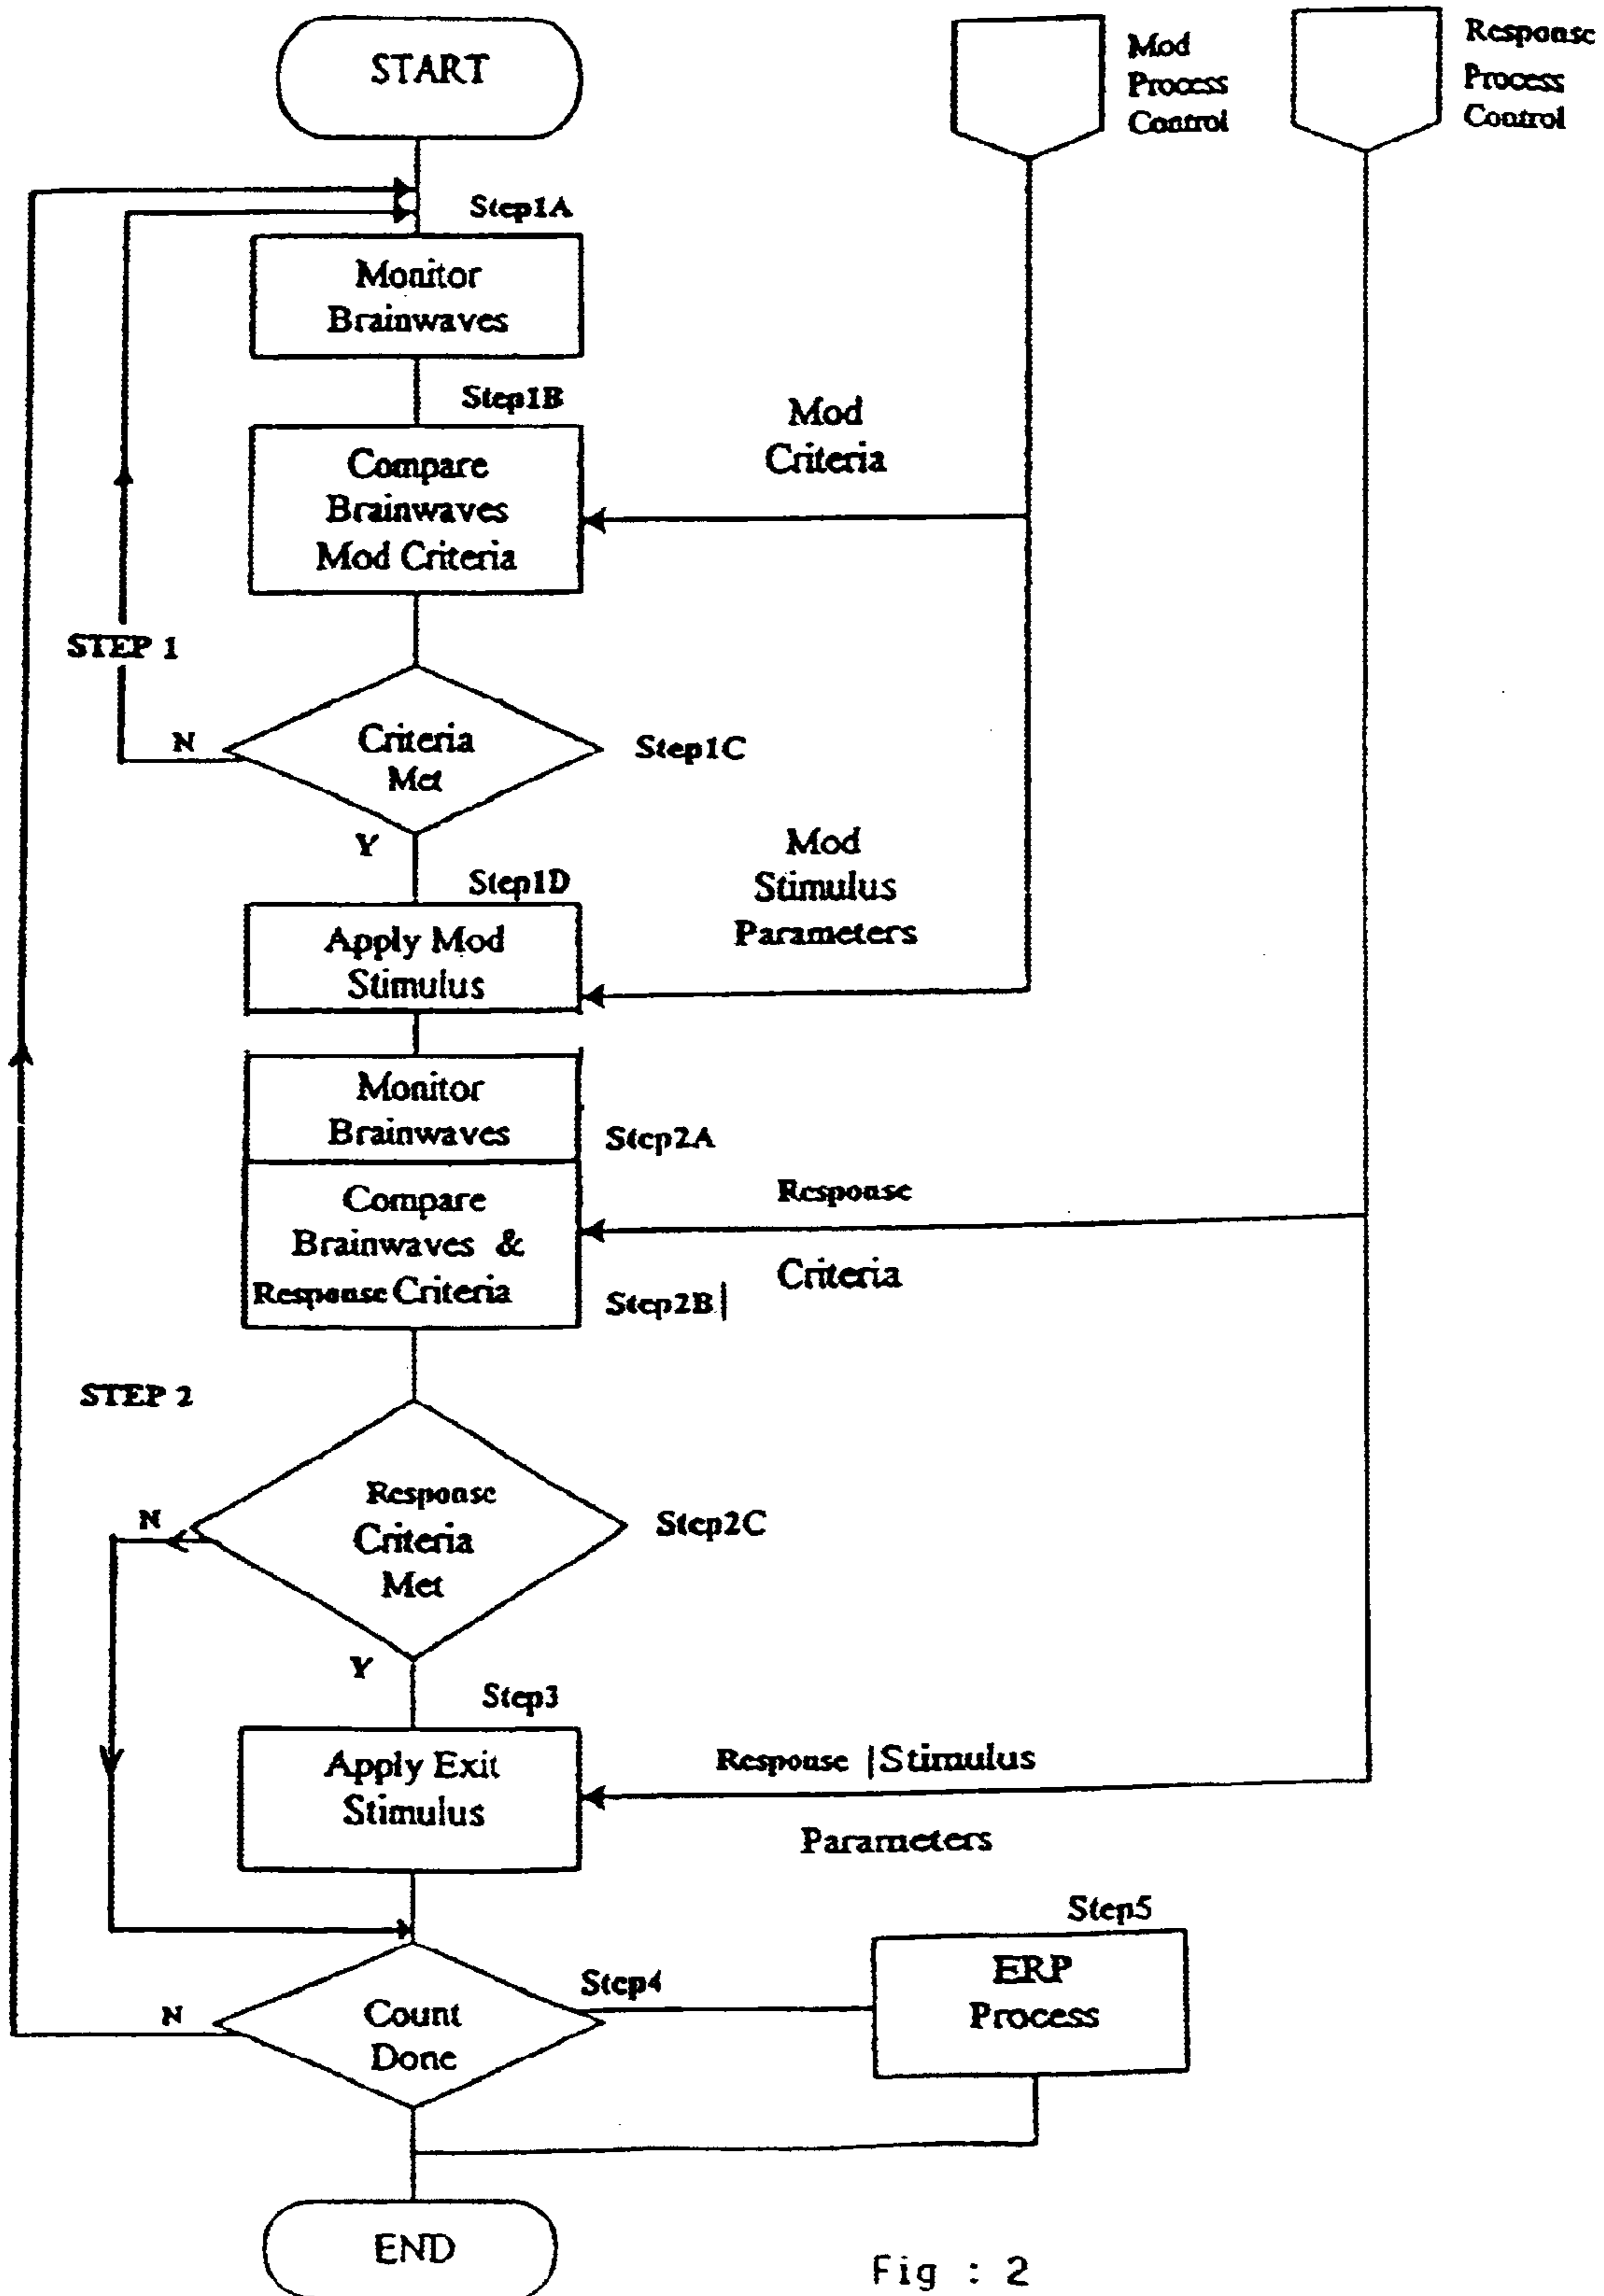 START
Mod
Process
Control
Response
Process
Control
Step1A
Monitor
Brainwaves
Step1B
Compare
Brainwaves
Mod Criteria
Mod
Criteria
STEP 1
N
Criteria
Met
Step1C
Y
Step1D
Apply Mod
Stimulus
Mod
Stimulus
Parameters
Monitor
Brainwaves
Step2A
Compare
Brainwaves &
Response Criteria
Response
Criteria
Step2B|
STEP 2
N
Response
Criteria
Met
Step2C
Y
Step3
Apply Exit
Stimulus
Response |Stimulus
Parameters
Step4
N
Count
Done
Step5
ERP
Process
END
Fig : 2